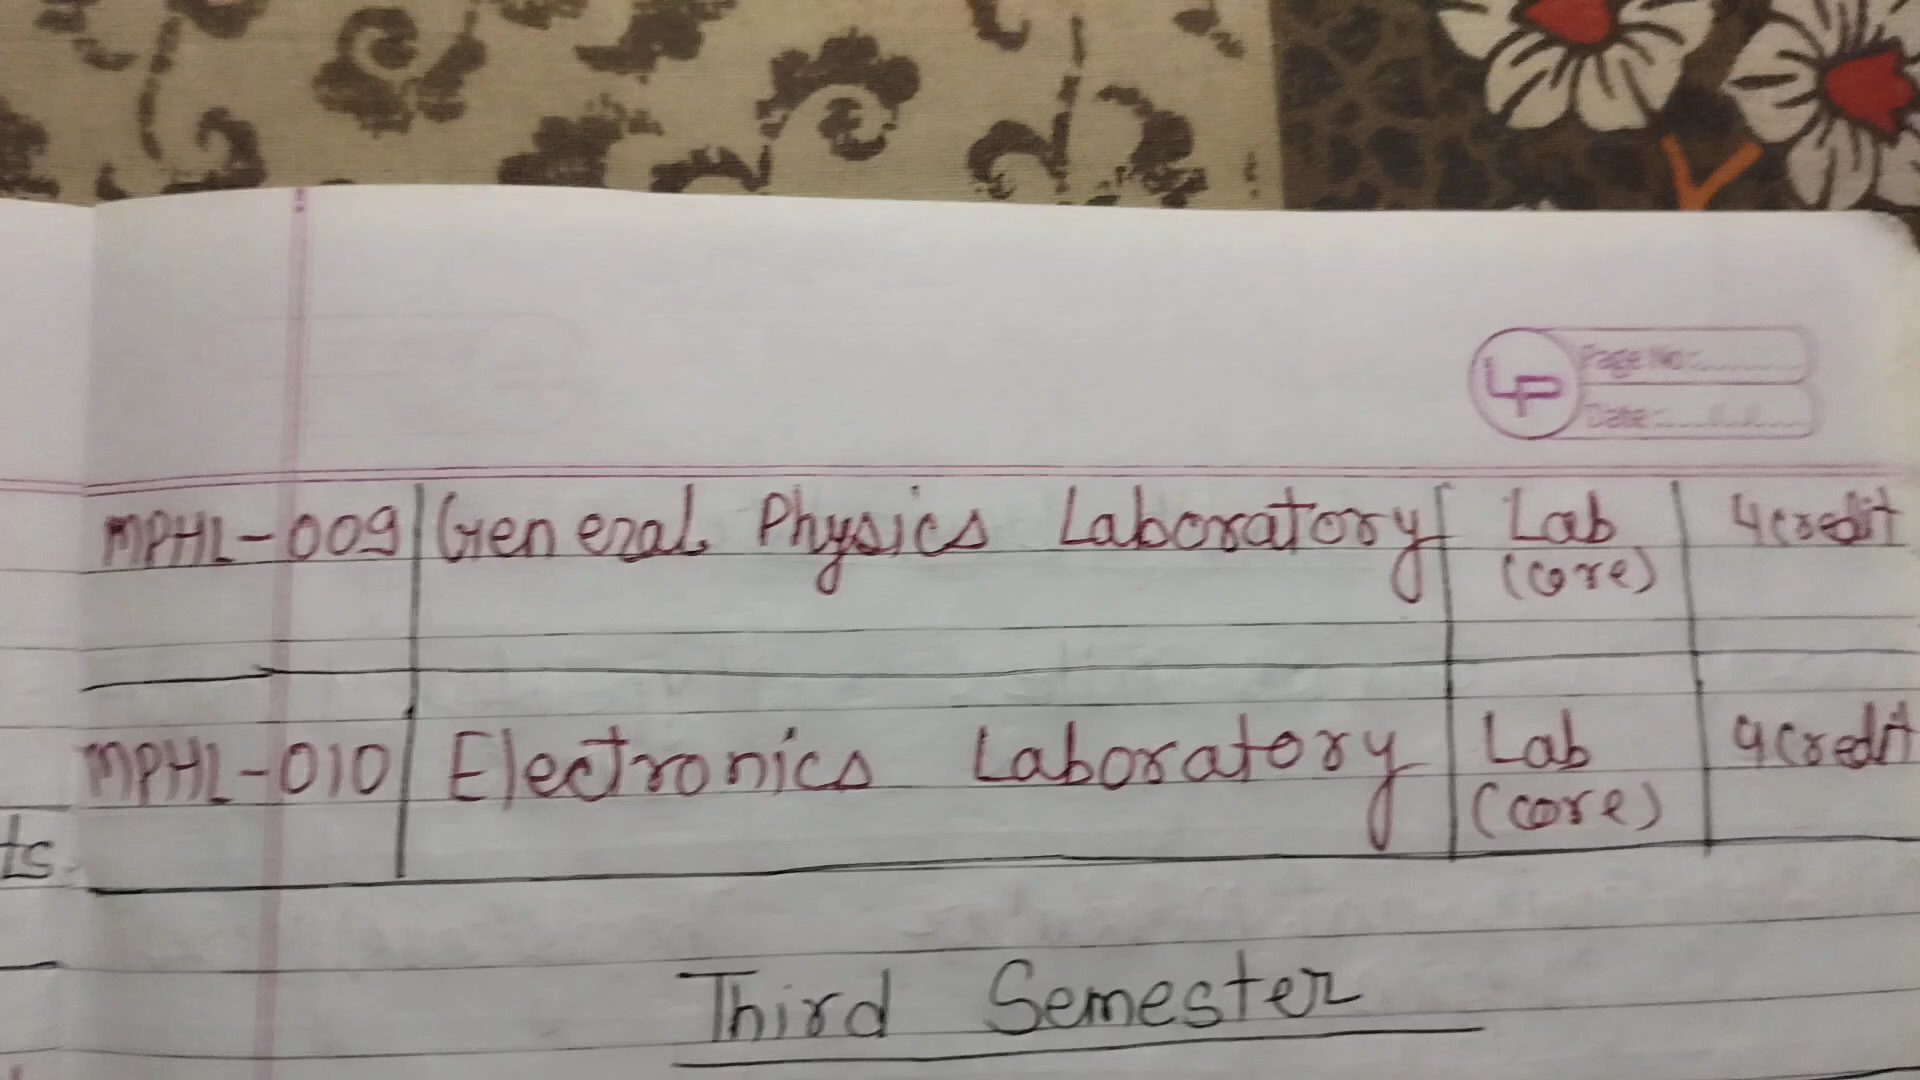 LP Page No:
Date:
MPHL-009 General Physics Laboratory Lab 4credit
(core)
MPHL-010 Electronics Laboratory Lab 4credit
(core)
ts
Third Semester